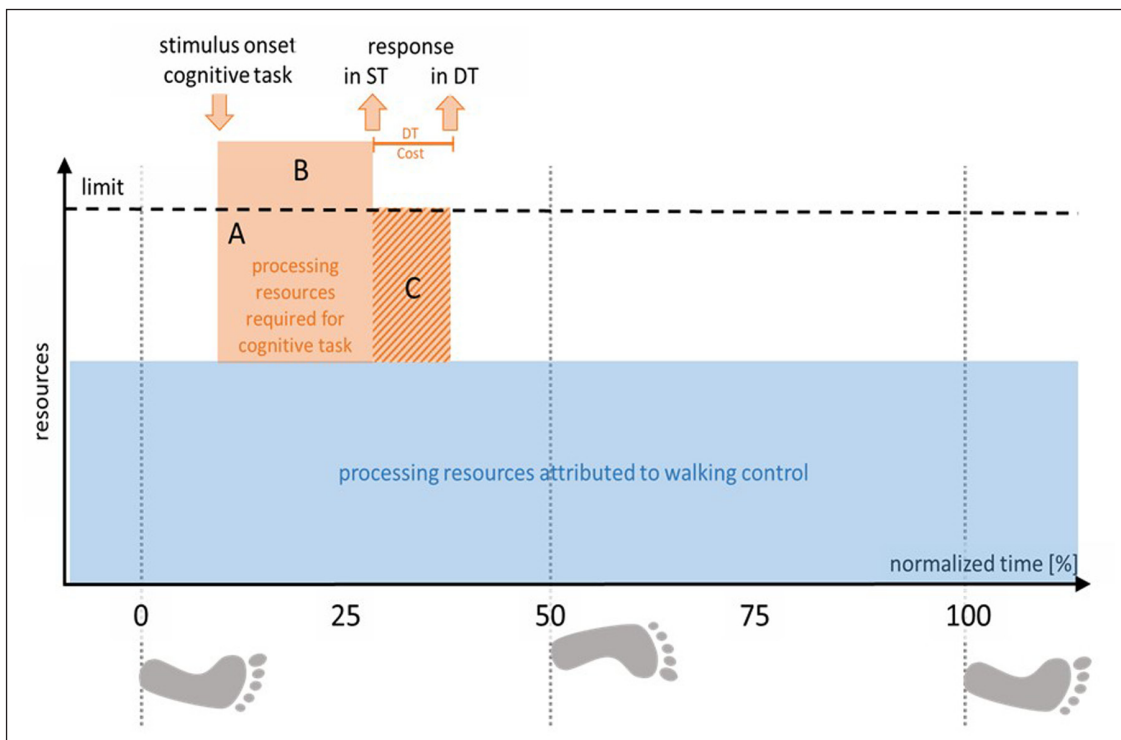 stimulus onset
cognitive task
response
in ST
in DT
DT
Cost
B
limit
A
processing
resources
required for
cognitive task
C
resources
processing resources attributed to walking control
normalized time [%]
0
25
50
75
100